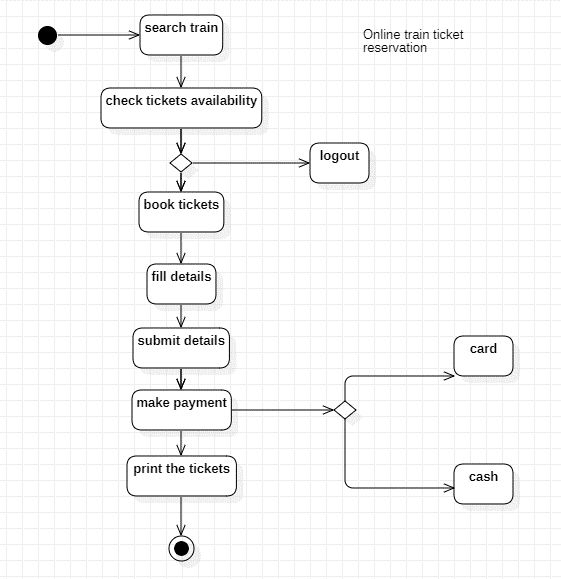 search train
Online train ticket
reservation
check tickets availability
logout
book tickets
fill details
submit details
card
make payment
print the tickets
cash